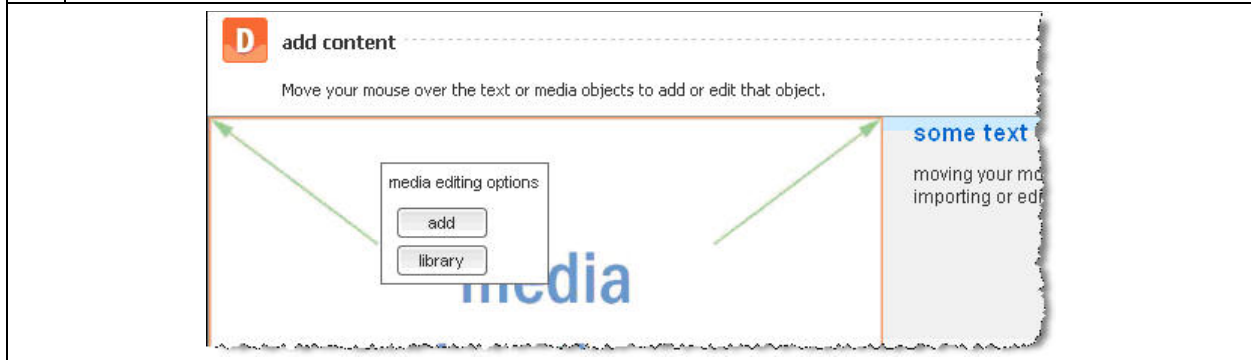 D
add content
Move your mouse over the text or media objects to add or edit that object.
some text
moving your mo
importing or edi
media editing options
add
library
media